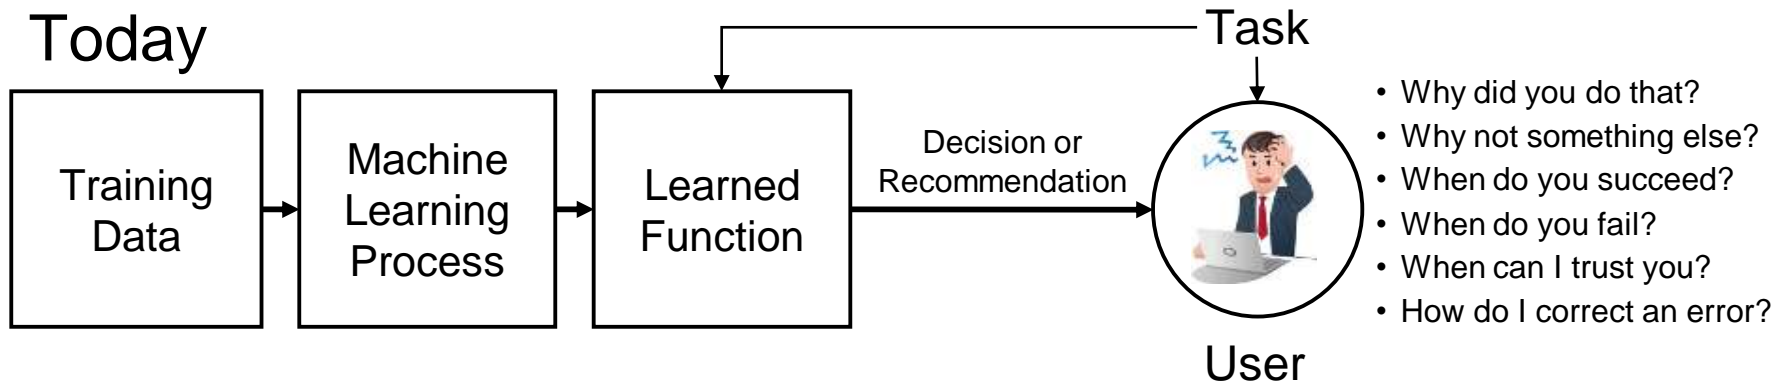 Today
Task
Training
Data
Machine
Learning
Process
Learned
Function
Decision or
Recommendation
User
• Why did you do that?
• Why not something else?
• When do you succeed?
• When do you fail?
• When can I trust you?
• How do I correct an error?